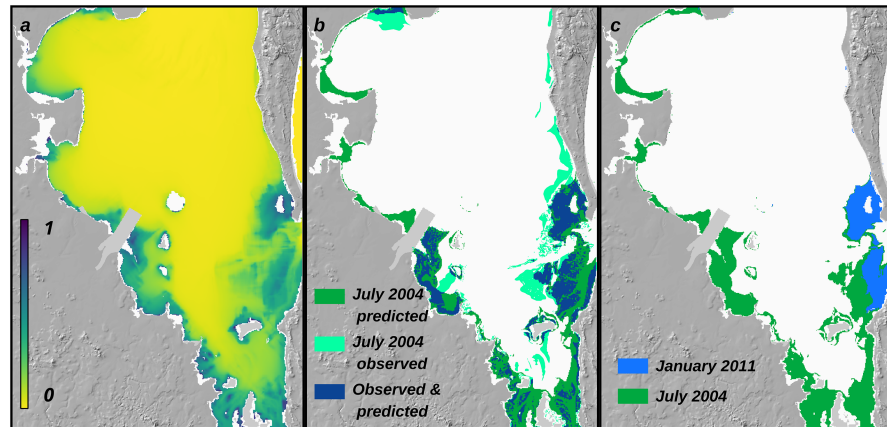 a
b
c
1
0
July 2004
predicted
July 2004
observed
Observed &
predicted
January 2011
July 2004